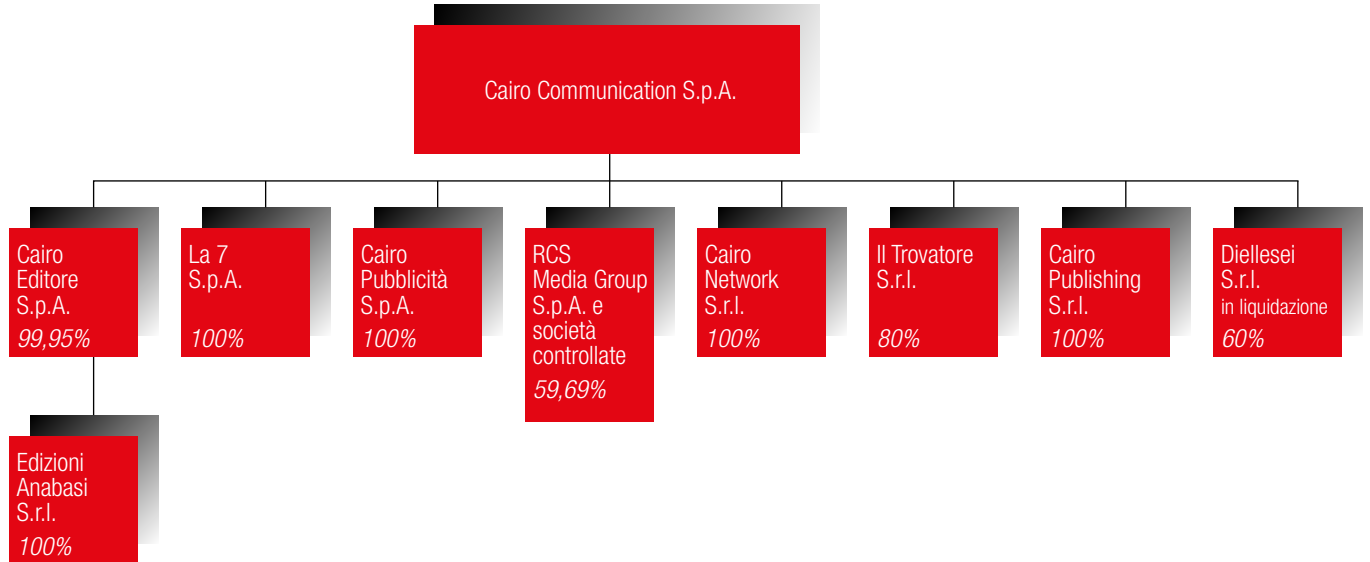 Cairo Communication S.p.A.
Cairo
Editore
S.p.A.
99,95%
La 7
S.p.A.
100%
Cairo
Pubblicità
S.p.A.
100%
RCS
Media Group
S.p.A. e
società
controllate
59,69%
Cairo
Network
S.r.l.
100%
Il Trovatore
S.r.l.
80%
Cairo
Publishing
S.r.l.
100%
Diellesei
S.r.l.
in liquidazione
60%
Edizioni
Anabasi
S.r.l.
100%